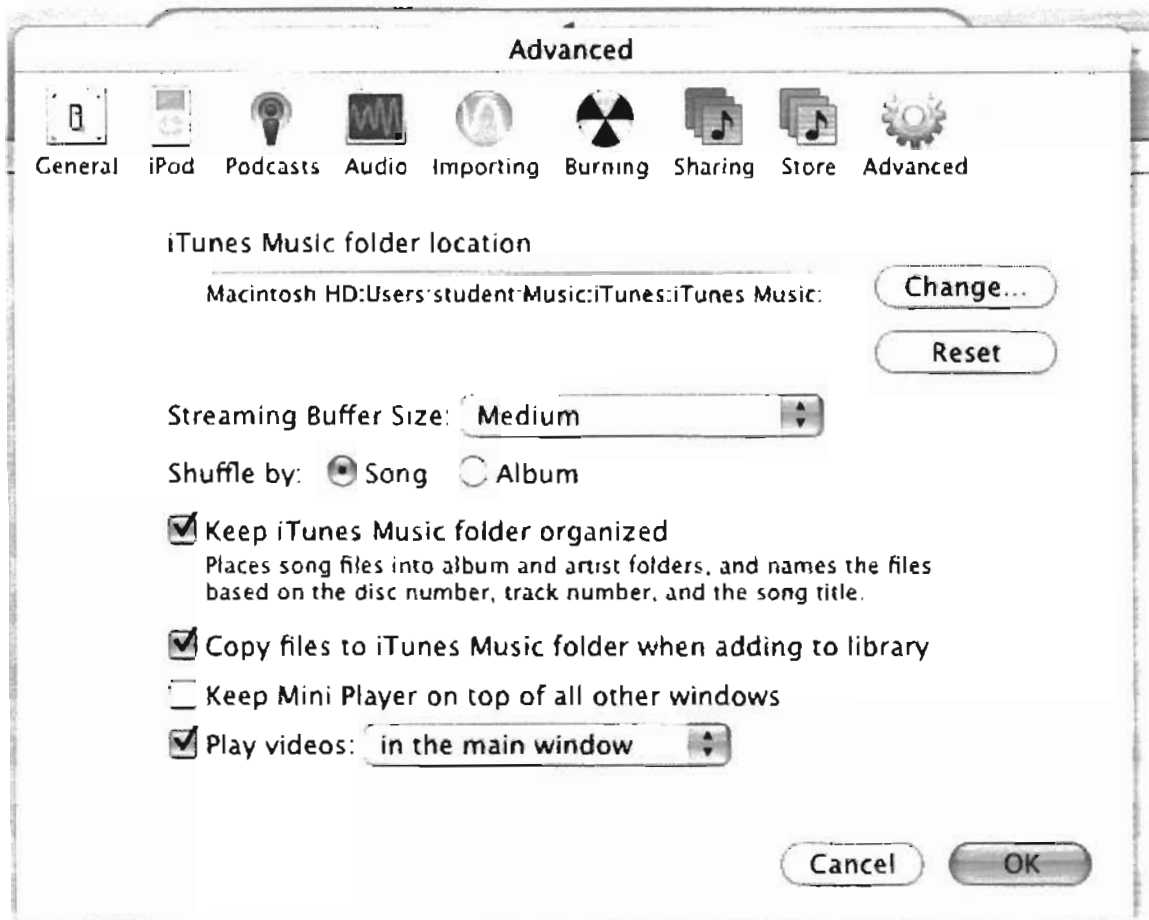 Advanced
General iPod Podcasts Audio Importing Burning Sharing Store Advanced
iTunes Music folder location
Macintosh HD:Users:student:Music:iTunes:iTunes Music:
Change...
Reset
Streaming Buffer Size: Medium
Shuffle by: Song Album
Keep iTunes Music folder organized
Places song files into album and artist folders, and names the files
based on the disc number, track number, and the song title.
Copy files to iTunes Music folder when adding to library
Keep Mini Player on top of all other windows
Play videos: in the main window
Cancel OK